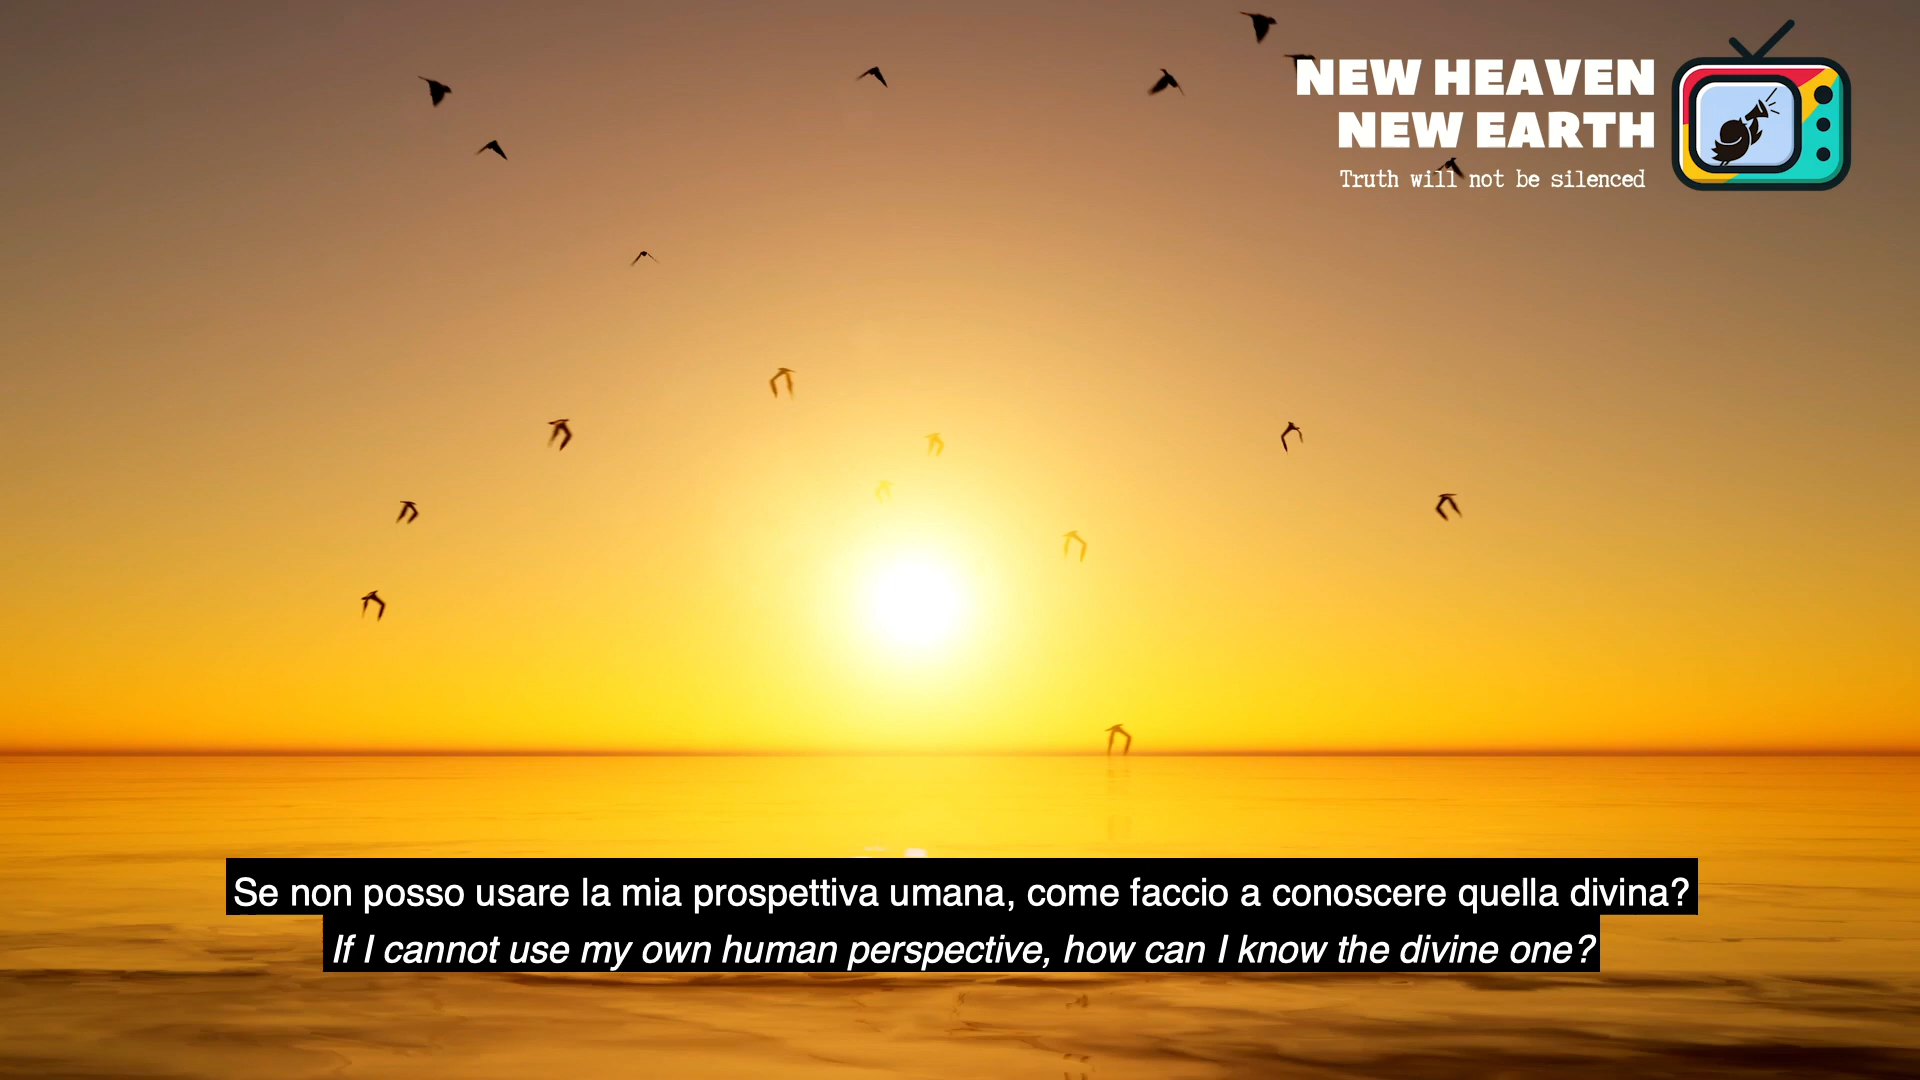 NEW HEAVEN
NEW EARTH
Truth will not be silenced
Se non posso usare la mia prospettiva umana, come faccio a conoscere quella divina?
If I cannot use my own human perspective, how can I know the divine one?